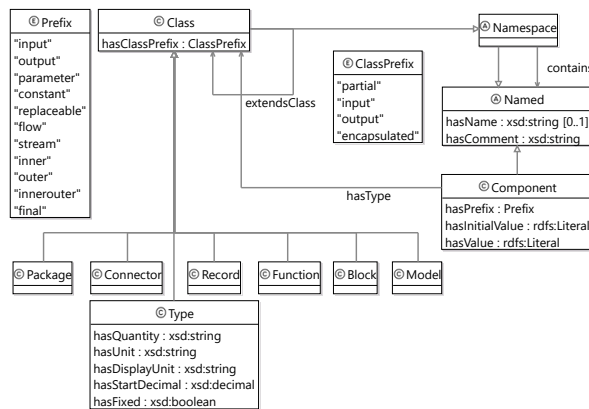 Ⓔ Prefix
"input"
"output"
"parameter"
"constant"
"replaceable"
"flow"
"stream"
"inner"
"outer"
"innerouter"
"final"
Ⓒ Class
hasClassPrefix : ClassPrefix
Ⓔ ClassPrefix
"partial"
"input"
"output"
"encapsulated"
extendsClass
Ⓐ Namespace
contains
Ⓐ Named
hasName : xsd:string [0..1]
hasComment : xsd:string
hasType
Ⓒ Component
hasPrefix : Prefix
hasInitialValue : rdfs:Literal
hasValue : rdfs:Literal
Ⓒ Package
Ⓒ Connector
Ⓒ Record
Ⓒ Function
Ⓒ Block
Ⓒ Model
Ⓒ Type
hasQuantity : xsd:string
hasUnit : xsd:string
hasDisplayUnit : xsd:string
hasStartDecimal : xsd:decimal
hasFixed : xsd:boolean